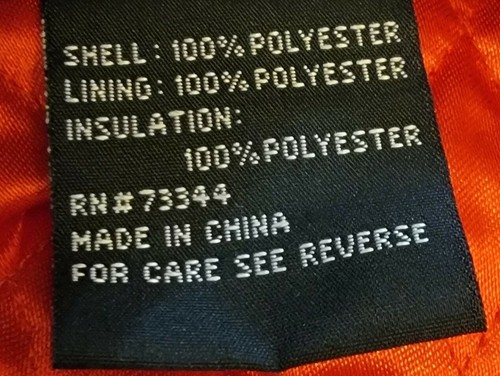 SHELL: 100% POLYESTER
LINING: 100% POLYESTER
INSULATION:
100% POLYESTER
RN#73344
MADE IN CHINA
FOR CARE SEE REVERSE